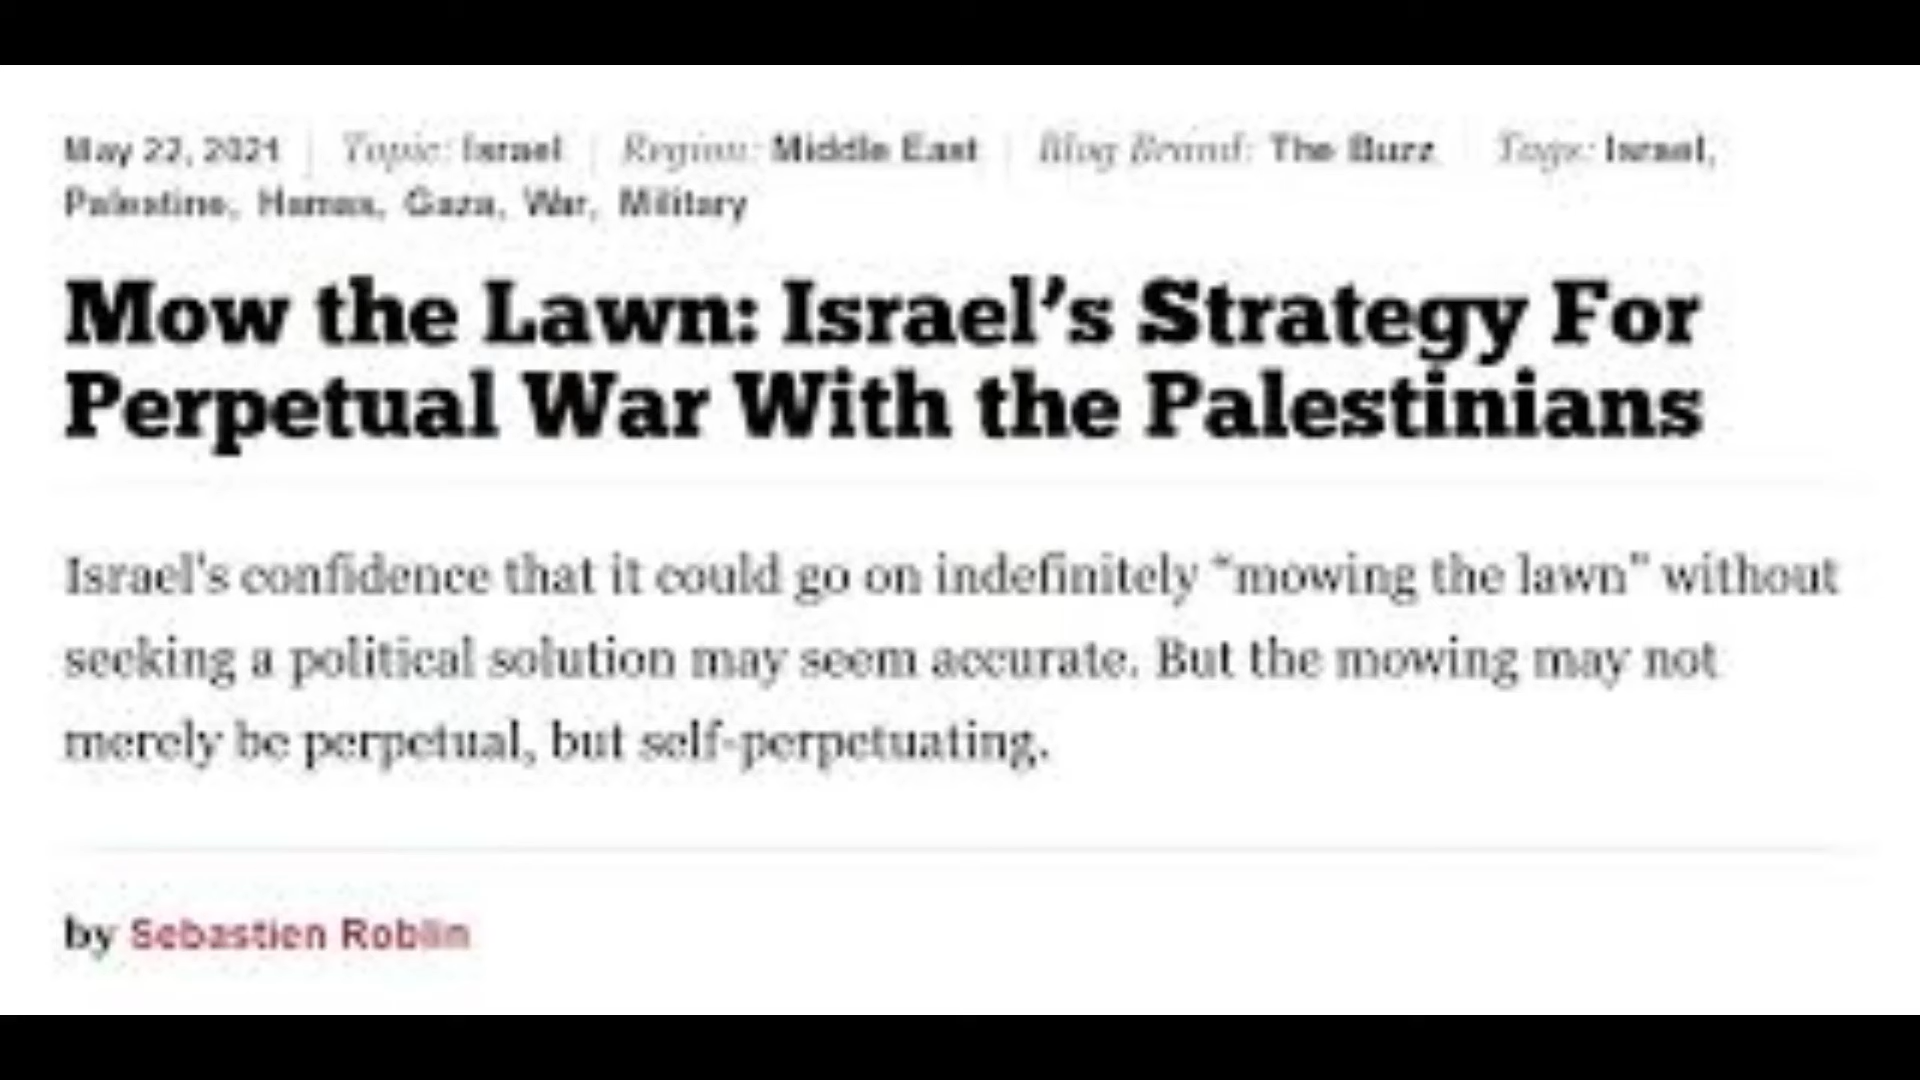 May 22, 2021 Topic: Israel Region: Middle East Blog Brand: The Buzz Tags: Israel,
Palestine, Hamas, Gaza, War, Military
Mow the Lawn: Israel’s Strategy For
Perpetual War With the Palestinians
Israel's confidence that it could go on indefinitely “mowing the lawn” without
seeking a political solution may seem accurate. But the mowing may not
merely be perpetual, but self-perpetuating.
by Sebastien Roblin